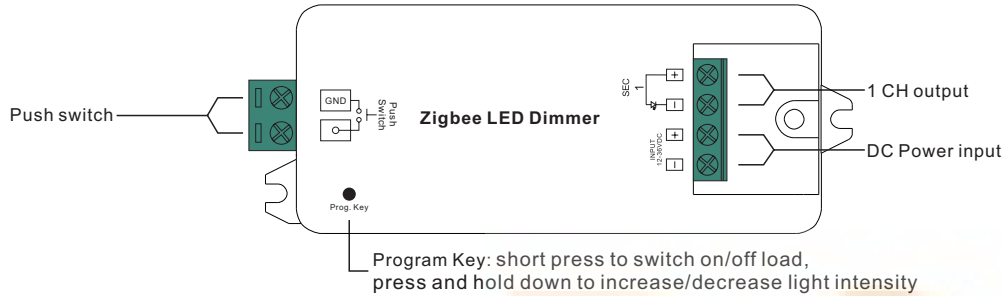 Push switch
GND
Push
Switch
Zigbee LED Dimmer
SEC
1
+
−
+
−
INPUT
12-36VDC
1 CH output
DC Power input
Prog. Key
Program Key: short press to switch on/off load,
press and hold down to increase/decrease light intensity